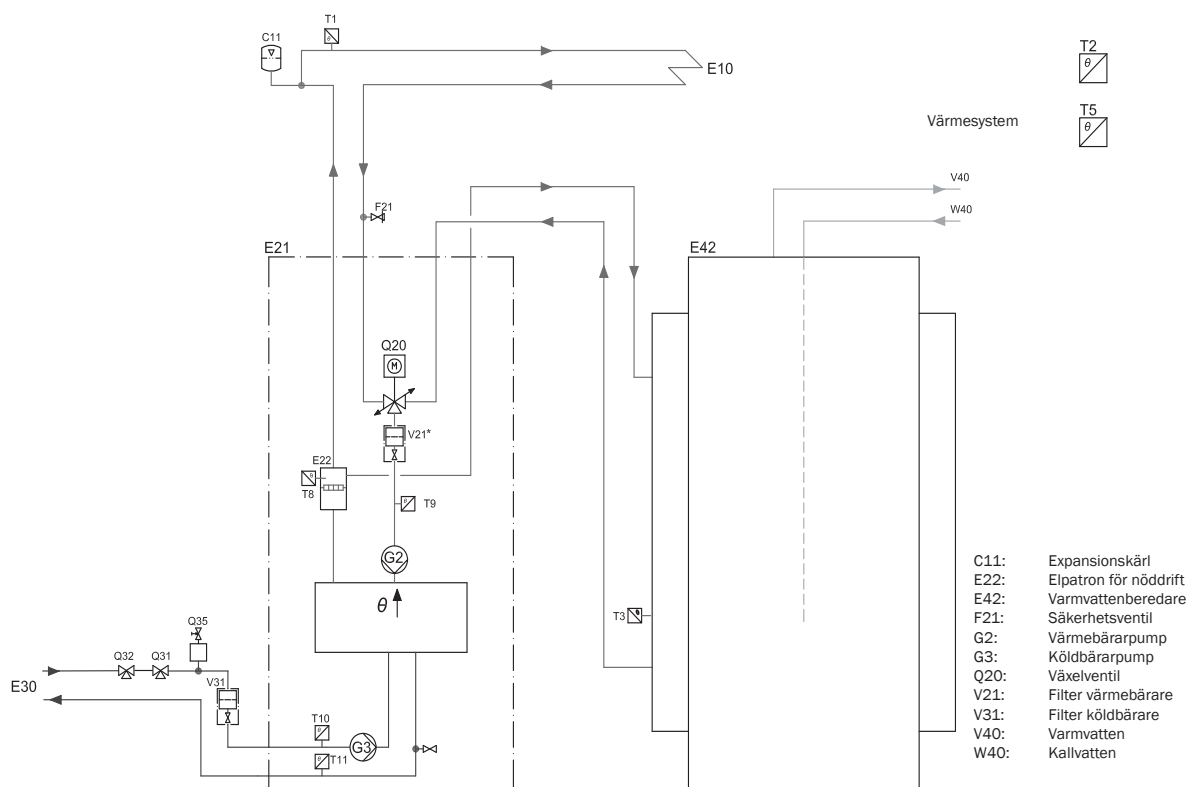 T1
C11
E10
T2
θ
T5
θ
Värmesystem
V40
W40
F21
E21
E42
Q20
M
V21*
E22
θ
T8
θ
T9
G2
θ
T3
Q35
Q32
Q31
V31
E30
T10
θ
G3
θ
T11
C11: Expansionskärl
E22: Elpatron för nöddrift
E42: Varmvattenberedare
F21: Säkerhetsventil
G2: Värmebärarpump
G3: Köldbärarpump
Q20: Växelventil
V21: Filter värmebärare
V31: Filter köldbärare
V40: Varmvatten
W40: Kallvatten